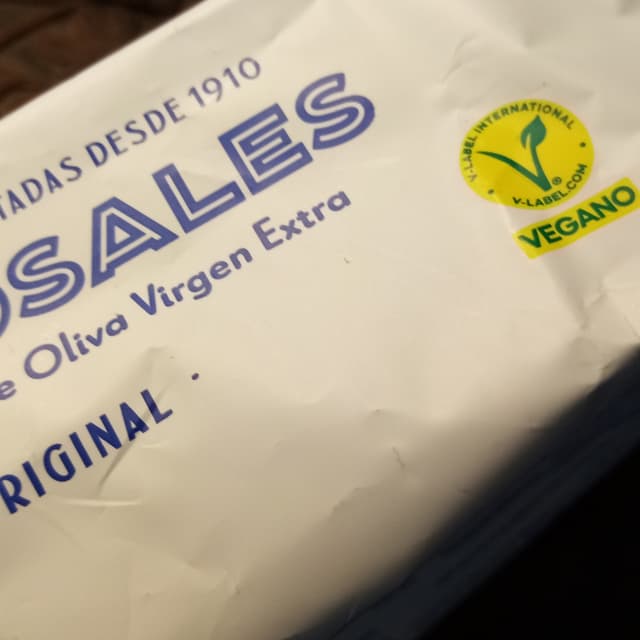 TADAS DESDE 1910
OSALES
e Oliva Virgen Extra
RIGINAL
V-LABEL INTERNATIONAL
V-LABEL.COM
VEGANO